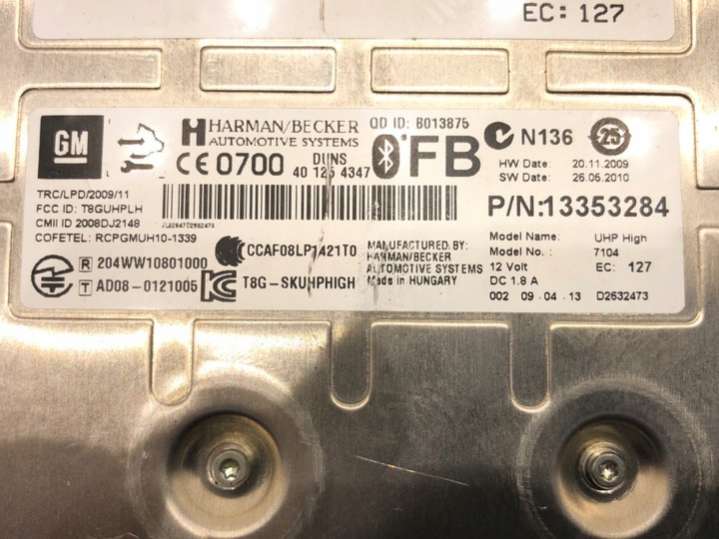 EC: 127
GM
HARMAN/BECKER
AUTOMOTIVE SYSTEMS
QD ID: B013875
N136
25
CE 0700
DUNS
40 125 4347
FB
HW Date: 20.11.2009
SW Date: 26.06.2010
TRC/LPD/2009/11
FCC ID: T8GUHPLH
CMII ID 2008DJ2148
COFETEL: RCPGMUH10-1339
P/N:13353284
R 204WW10801000
T AD08-0121005
CCAF08LP1421T0
T8G-SKUHPHIGH
MANUFACTURED BY:
HARMAN/BECKER
AUTOMOTIVE SYSTEMS
Made in HUNGARY
Model Name: UHP High
Model No.: 7104
12 Volt EC: 127
DC 1.8 A
002 09.04.13 D2632473